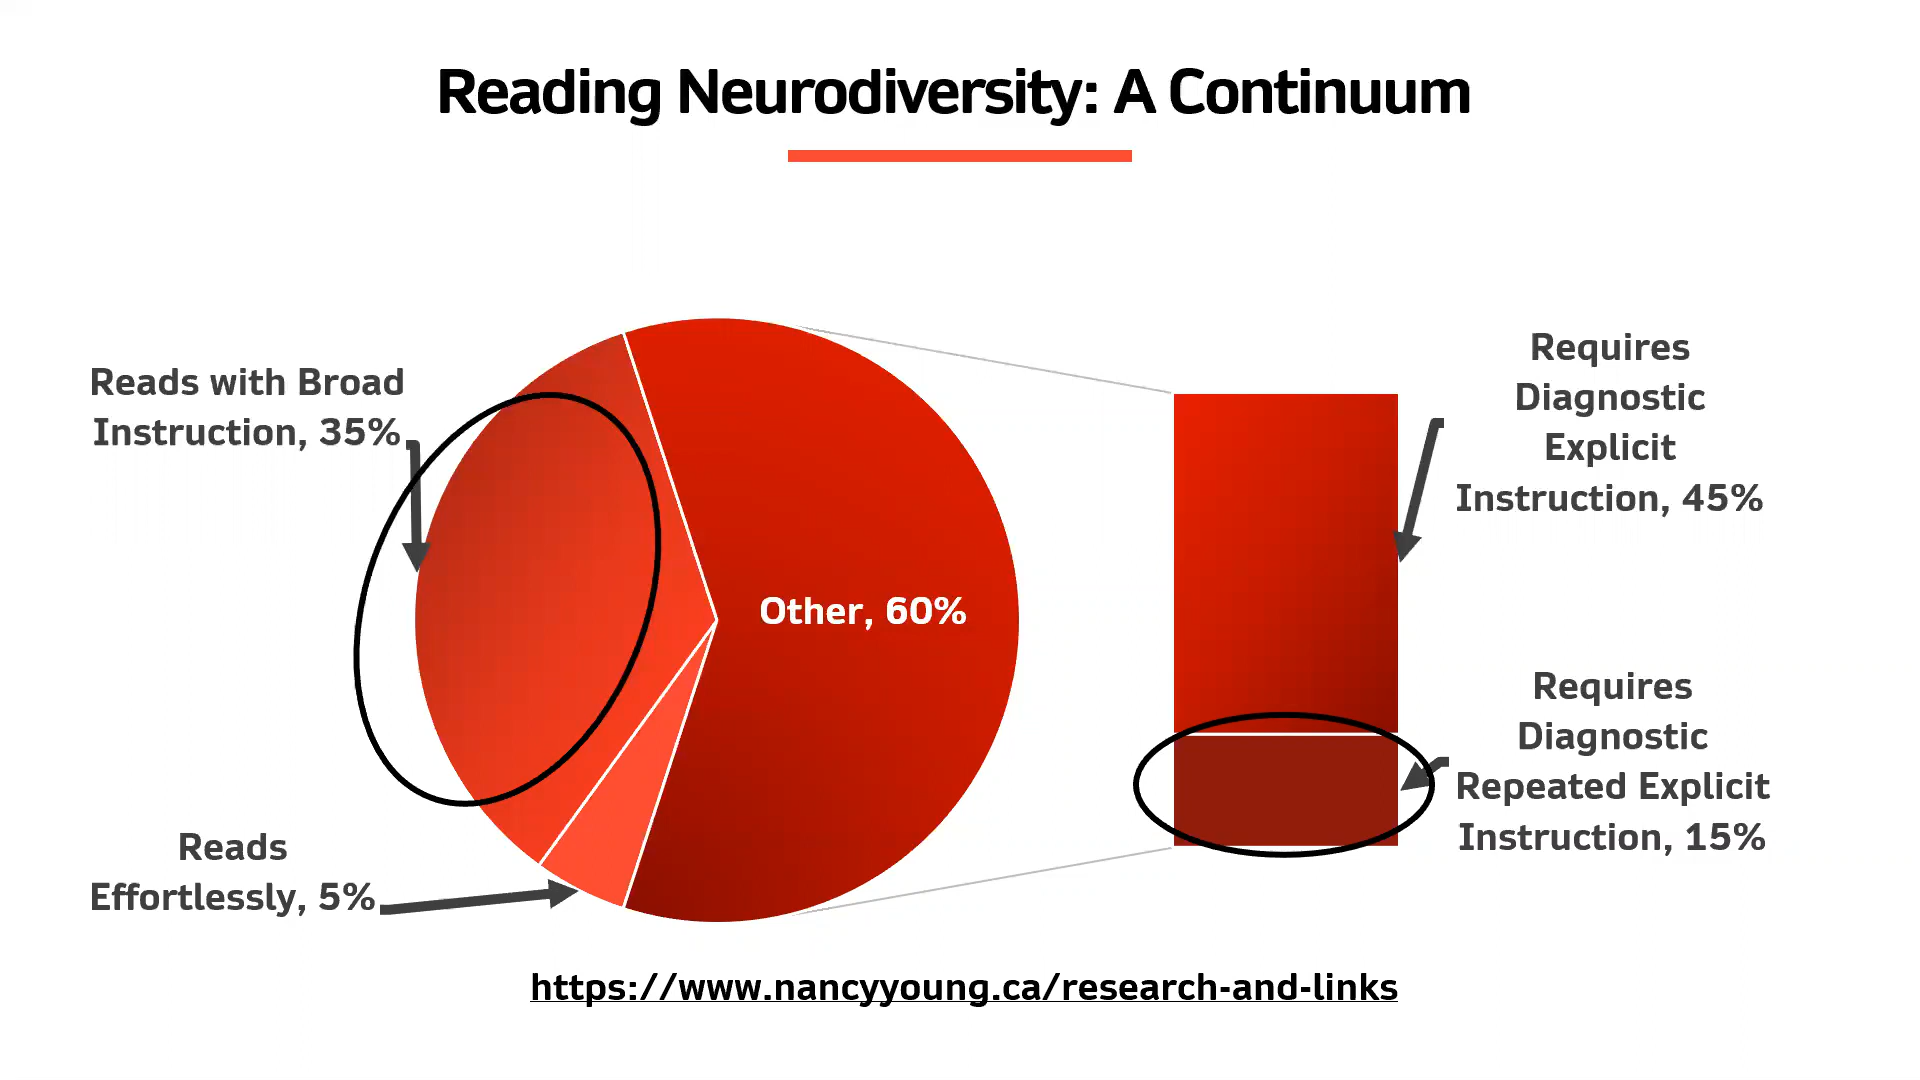 Reading Neurodiversity: A Continuum
Reads with Broad
Instruction, 35%
Reads
Effortlessly, 5%
Other, 60%
Requires
Diagnostic
Explicit
Instruction, 45%
Requires
Diagnostic
Repeated Explicit
Instruction, 15%
https://www.nancyyoung.ca/research-and-links